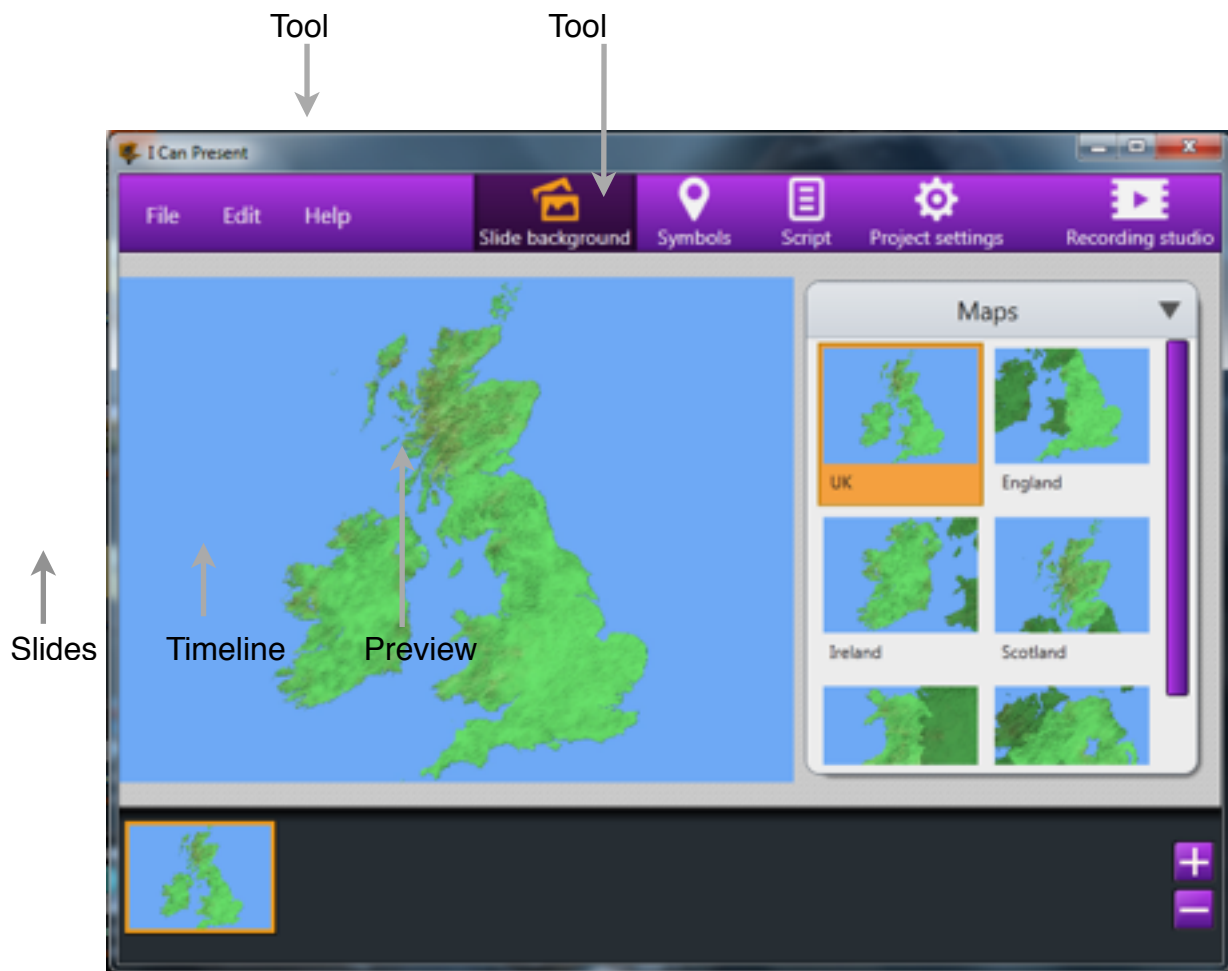 Tool Tool
I Can Present
File Edit Help Slide background Symbols Script Project settings Recording studio
Maps
UK England
Slides Timeline Preview Ireland Scotland